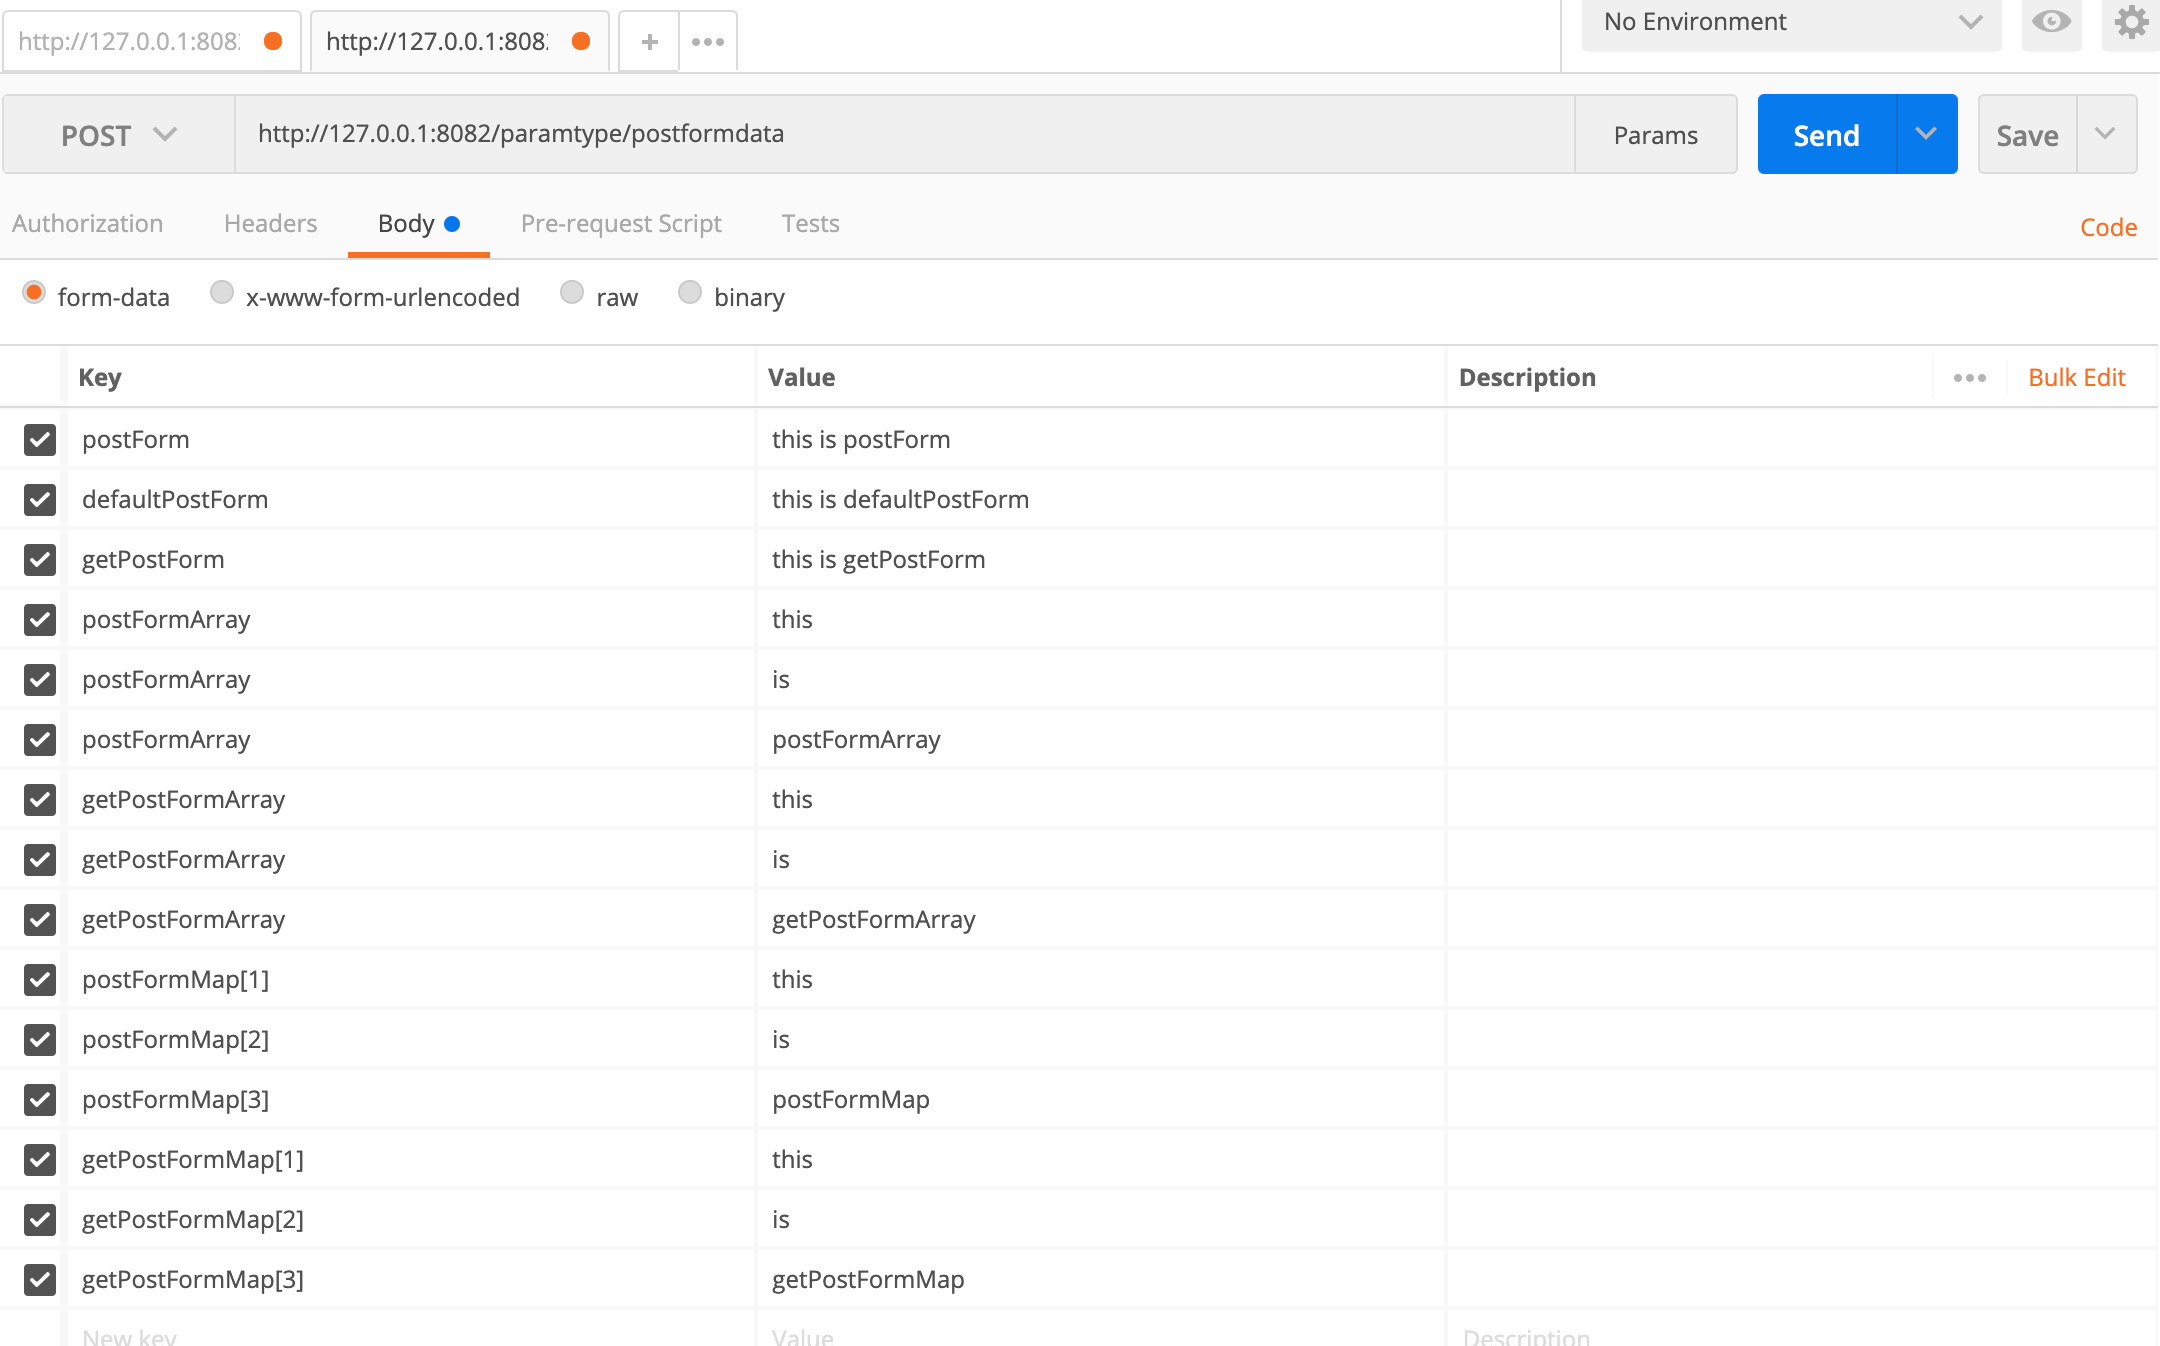 http://127.0.0.1:808
http://127.0.0.1:808
No Environment
POST
http://127.0.0.1:8082/paramtype/postformdata
Params
Send
Save
Authorization Headers Body Pre-request Script Tests Code
form-data x-www-form-urlencoded raw binary
Key Value Description Bulk Edit
postForm this is postForm
defaultPostForm this is defaultPostForm
getPostForm this is getPostForm
postFormArray this
postFormArray is
postFormArray postFormArray
getPostFormArray this
getPostFormArray is
getPostFormArray getPostFormArray
postFormMap[1] this
postFormMap[2] is
postFormMap[3] postFormMap
getPostFormMap[1] this
getPostFormMap[2] is
getPostFormMap[3] getPostFormMap
New key Value Description